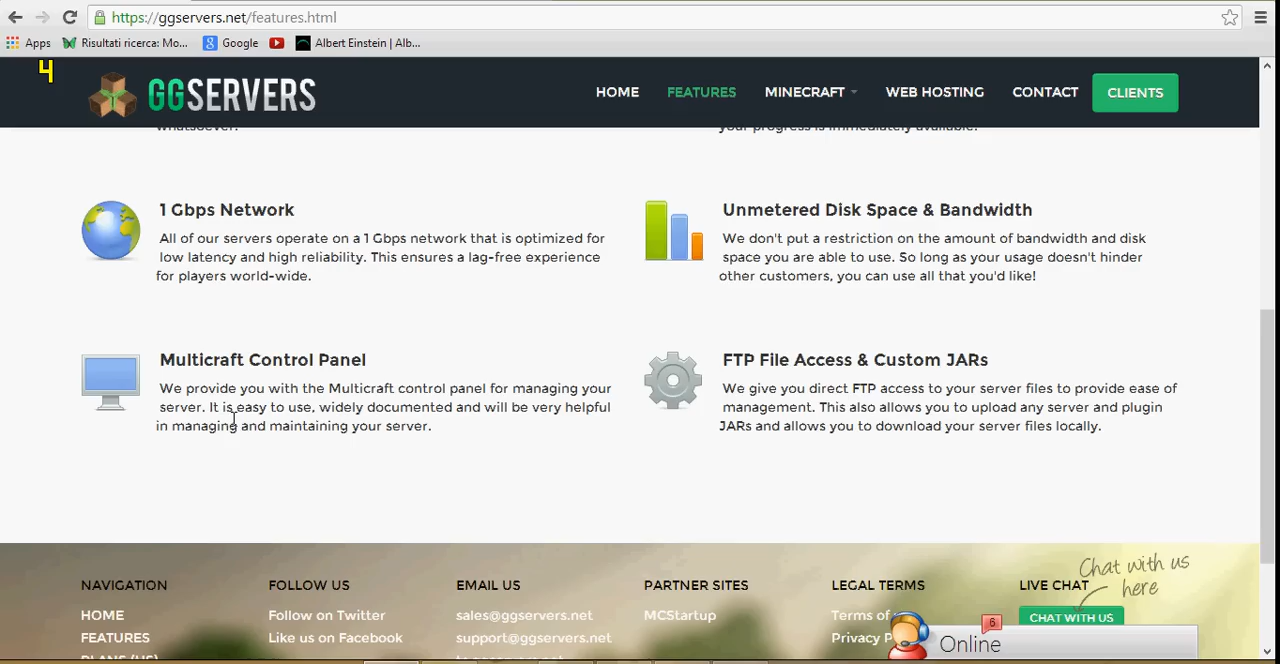 https://ggservers.net/features.html
Apps Risultati ricerca: Mo... Google Albert Einstein | Alb...
4
GGSERVERS HOME FEATURES MINECRAFT WEB HOSTING CONTACT CLIENTS
whatsoever.
your progress is immediately available!
1 Gbps Network
All of our servers operate on a 1 Gbps network that is optimized for
low latency and high reliability. This ensures a lag-free experience
for players world-wide.
Unmetered Disk Space & Bandwidth
We don't put a restriction on the amount of bandwidth and disk
space you are able to use. So long as your usage doesn't hinder
other customers, you can use all that you'd like!
Multicraft Control Panel
We provide you with the Multicraft control panel for managing your
server. It is easy to use, widely documented and will be very helpful
in managing and maintaining your server.
FTP File Access & Custom JARs
We give you direct FTP access to your server files to provide ease of
management. This also allows you to upload any server and plugin
JARs and allows you to download your server files locally.
NAVIGATION
HOME
FEATURES
PLANS (US)
FOLLOW US
Follow on Twitter
Like us on Facebook
EMAIL US
sales@ggservers.net
support@ggservers.net
PARTNER SITES
MCStartup
LEGAL TERMS
Terms of
Privacy P
LIVE CHAT
Chat with us
here
CHAT WITH US
6
Online